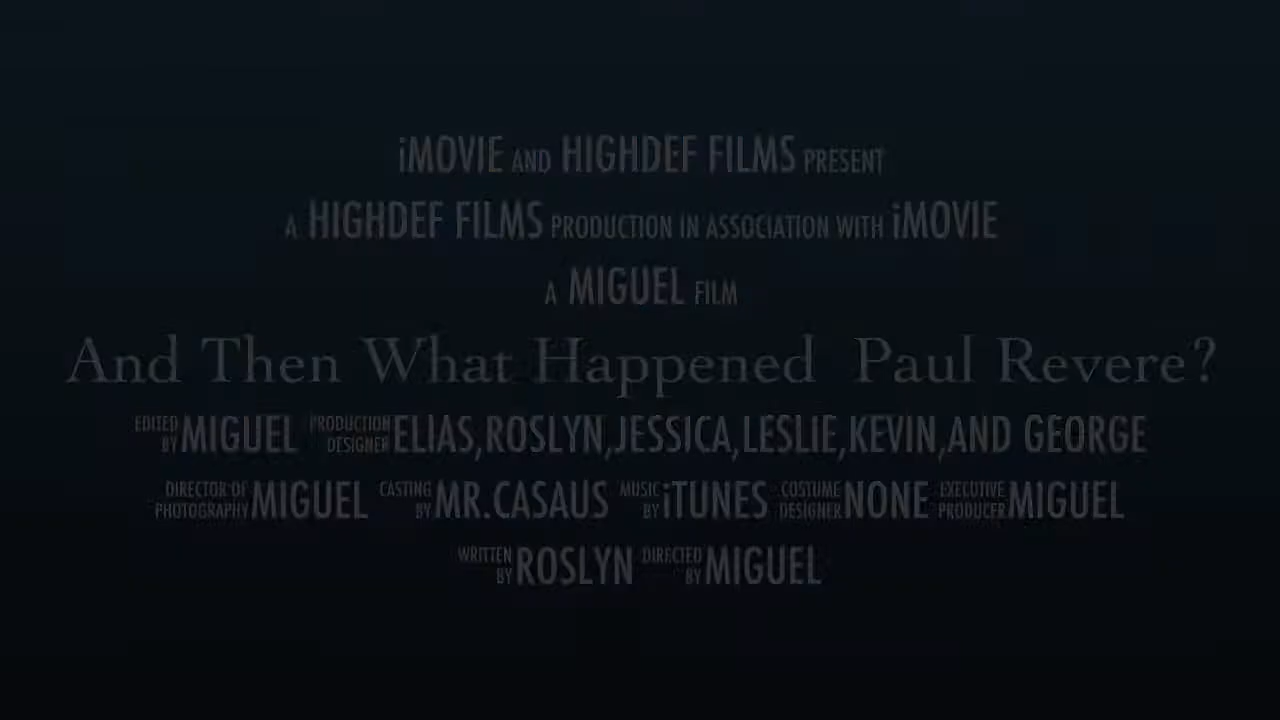 iMOVIE AND HIGHDEF FILMS PRESENT
A HIGHDEF FILMS PRODUCTION IN ASSOCIATION WITH iMOVIE
A MIGUEL FILM
And Then What Happened  Paul Revere?
EDITED BY MIGUEL PRODUCTION DESIGNER ELIAS,ROSLYN,JESSICA,LESLIE,KEVIN,AND GEORGE
DIRECTOR OF PHOTOGRAPHY MIGUEL CASTING BY MR.CASAUS MUSIC BY iTUNES COSTUME DESIGNER NONE EXECUTIVE PRODUCER MIGUEL
WRITTEN BY ROSLYN DIRECTED BY MIGUEL